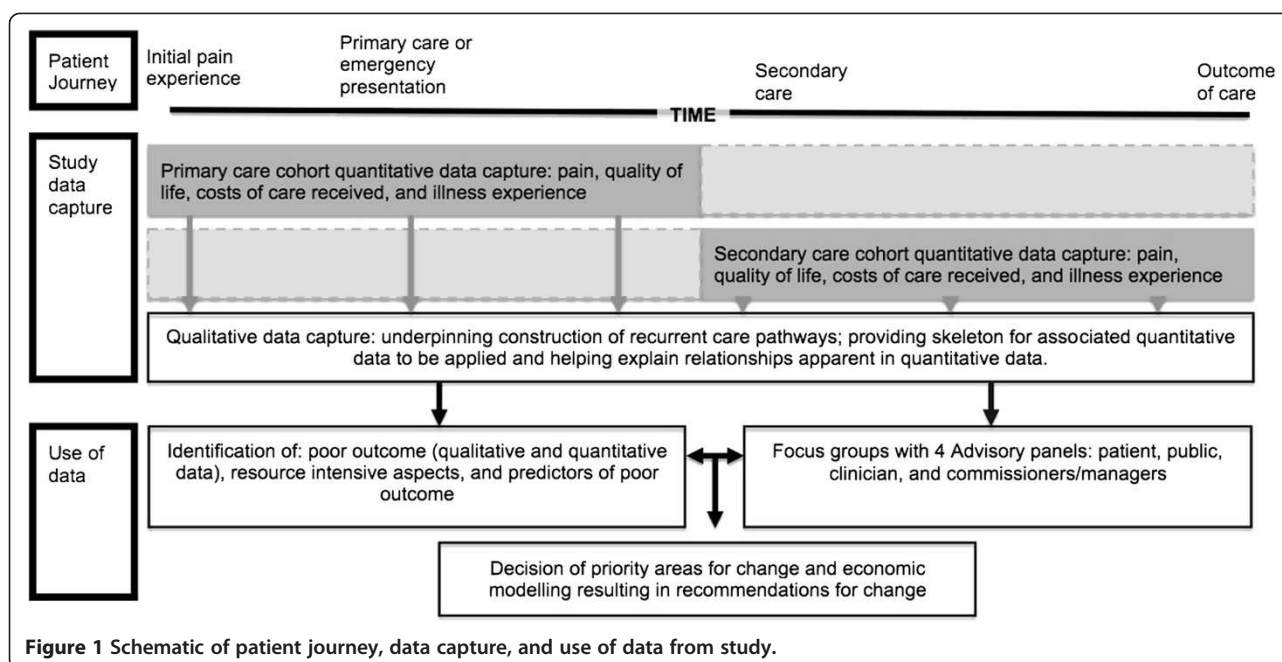 Patient
Journey
Initial pain
experience
Primary care or
emergency
presentation
Secondary
care
Outcome
of care
TIME
Study
data
capture
Primary care cohort quantitative data capture: pain, quality of
life, costs of care received, and illness experience
Secondary care cohort quantitative data capture: pain,
quality of life, costs of care received, and illness experience
Qualitative data capture: underpinning construction of recurrent care pathways; providing skeleton for associated quantitative
data to be applied and helping explain relationships apparent in quantitative data.
Use of
data
Identification of: poor outcome (qualitative and quantitative
data), resource intensive aspects, and predictors of poor
outcome
Focus groups with 4 Advisory panels: patient, public,
clinician, and commissioners/managers
Decision of priority areas for change and economic
modelling resulting in recommendations for change
Figure 1 Schematic of patient journey, data capture, and use of data from study.